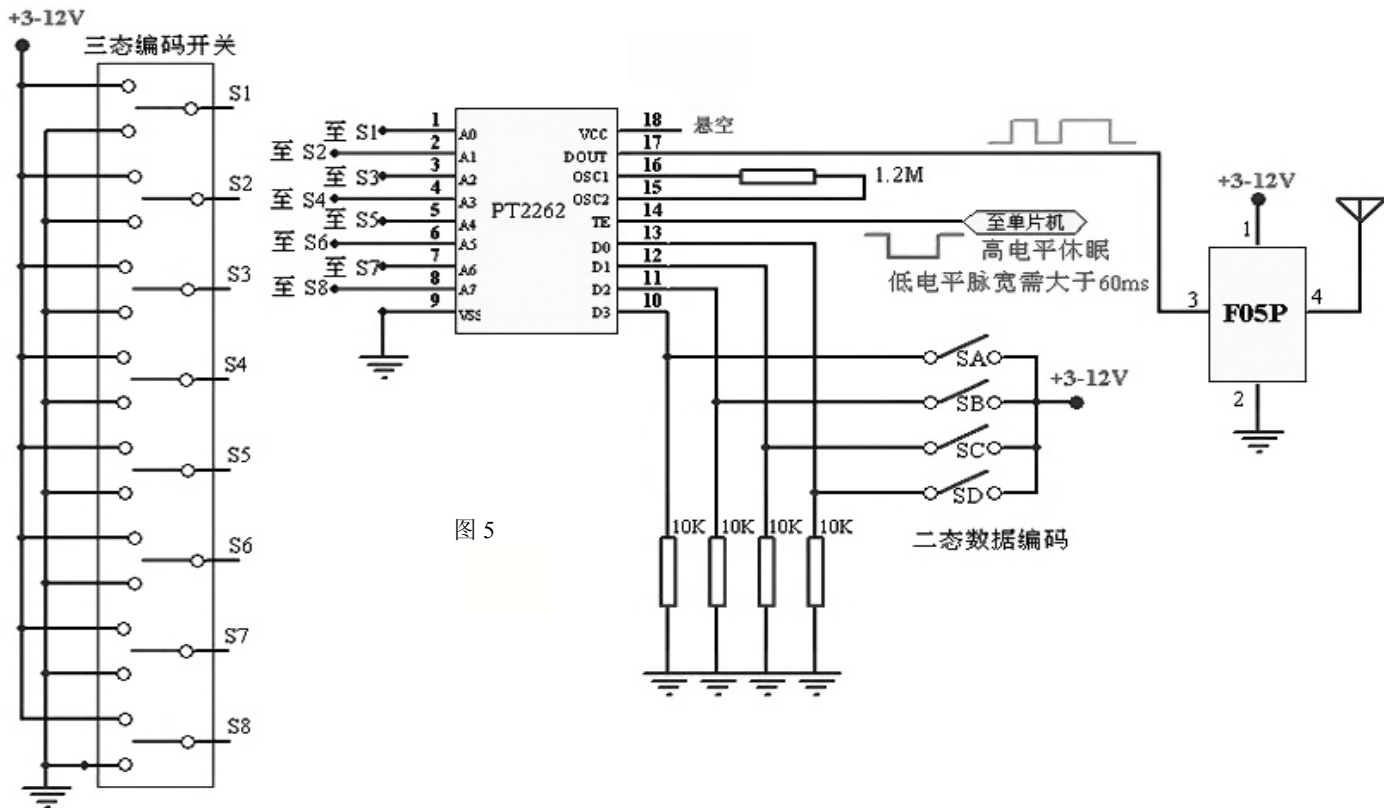 +3-12V
三态编码开关
S1
S2
S3
S4
S5
S6
S7
S8
至 S1
至 S2
至 S3
至 S4
至 S5
至 S6
至 S7
至 S8
1
2
3
4
5
6
7
8
9
A0
A1
A2
A3
A4
A5
A6
A7
VSS
PT2262
VCC
DOUT
OSC1
OSC2
TE
D0
D1
D2
D3
18
17
16
15
14
13
12
11
10
悬空
1.2M
至单片机
高电平休眠
低电平脉宽需大于60ms
+3-12V
1
3
F05P
4
2
SA
SB
SC
SD
+3-12V
二态数据编码
10K
10K
10K
10K
图 5